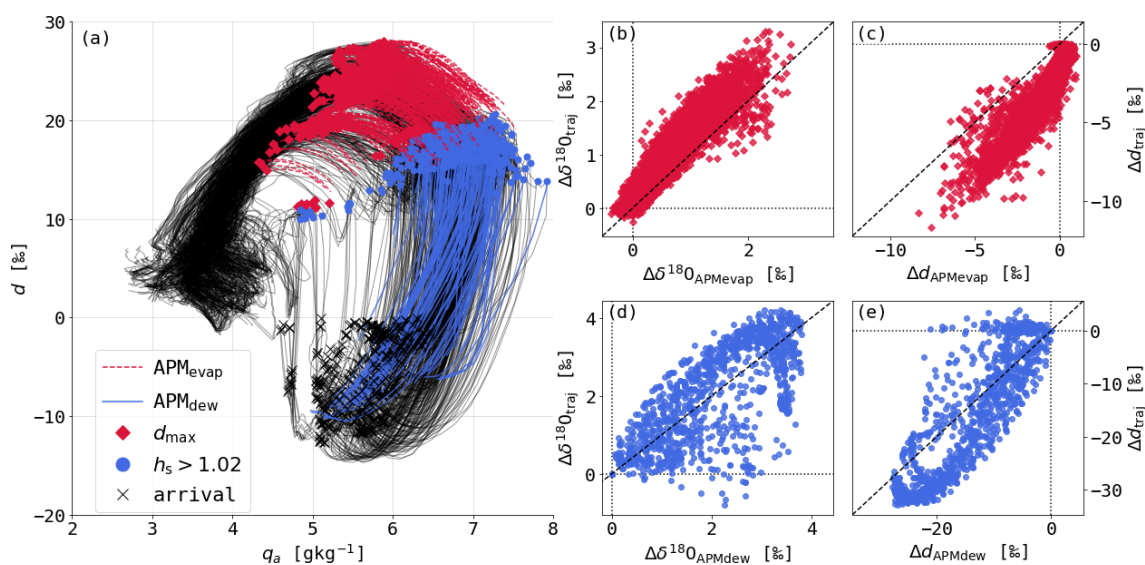 (a)
30
20
10
0
−10
−20
d [‰]
2 3 4 5 6 7 8
qₐ [gkg⁻¹]
APM_evap
APM_dew
d_max
h_s > 1.02
arrival
(b)
3
2
1
0
Δδ¹⁸O_traj [‰]
0 2
Δδ¹⁸O_APMevap [‰]
(c)
0
−5
−10
Δd_traj [‰]
−10 −5 0
Δd_APMevap [‰]
(d)
4
2
0
Δδ¹⁸O_traj [‰]
0 2 4
Δδ¹⁸O_APMdew [‰]
(e)
0
−10
−20
−30
Δd_traj [‰]
−20 0
Δd_APMdew [‰]